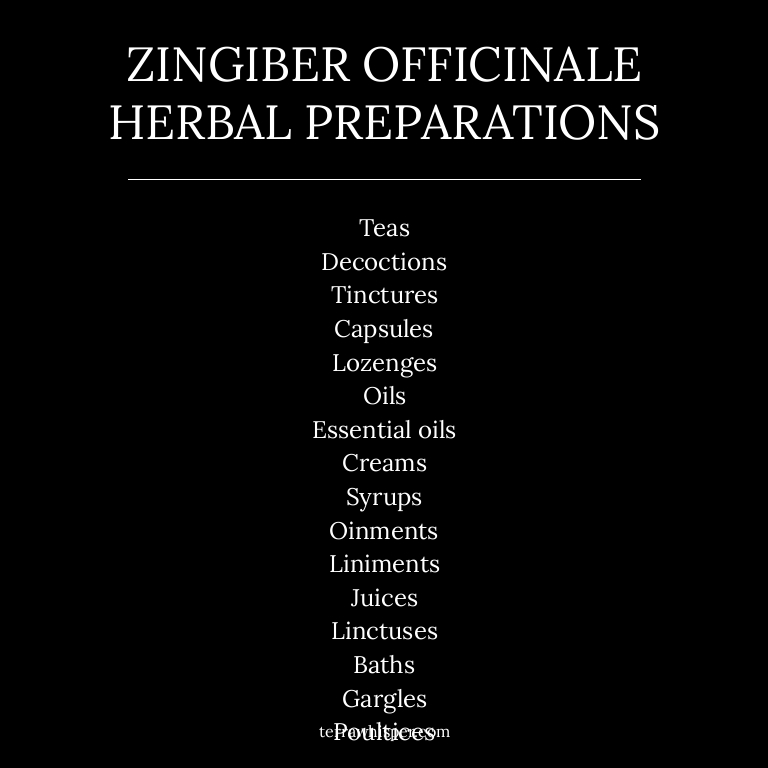 ZINGIBER OFFICINALE
HERBAL PREPARATIONS
Teas
Decoctions
Tinctures
Capsules
Lozenges
Oils
Essential oils
Creams
Syrups
Oinments
Liniments
Juices
Linctuses
Baths
Gargles
Poultices
terrawhisper.com